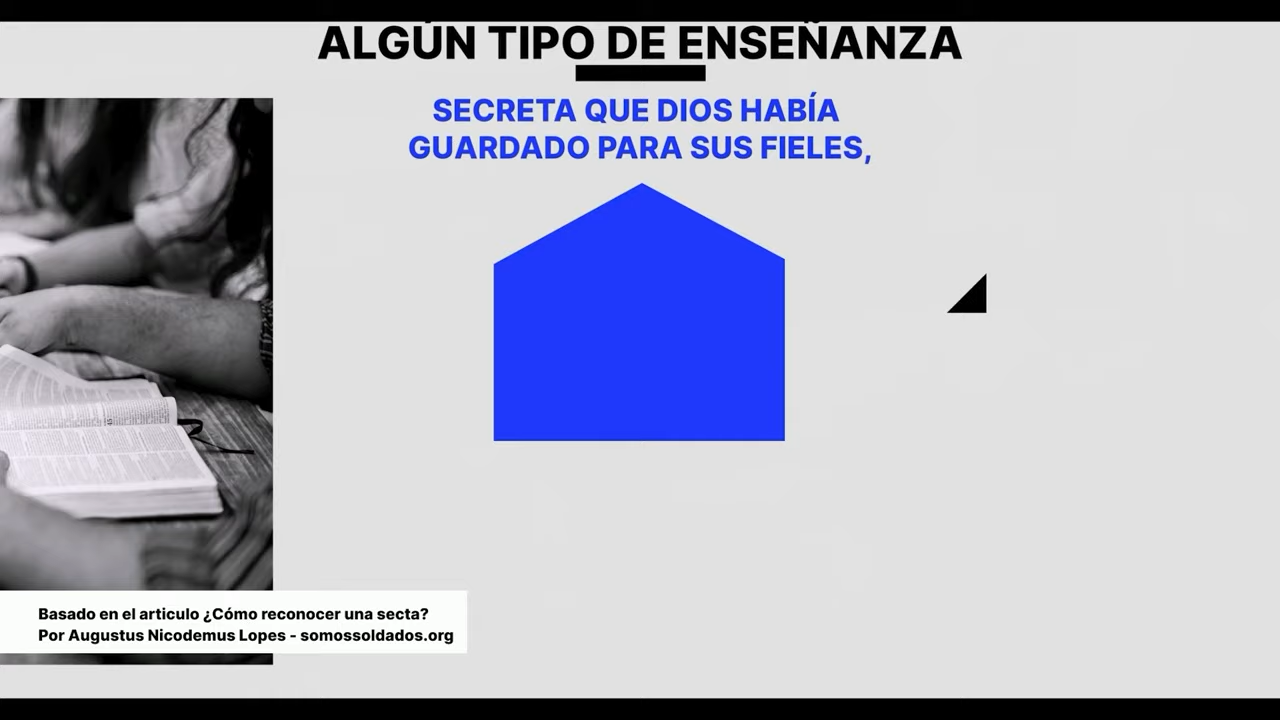 ALGÚN TIPO DE ENSEÑANZA
SECRETA QUE DIOS HABÍA
GUARDADO PARA SUS FIELES,
Basado en el articulo ¿Cómo reconocer una secta?
Por Augustus Nicodemus Lopes - somossoldados.org